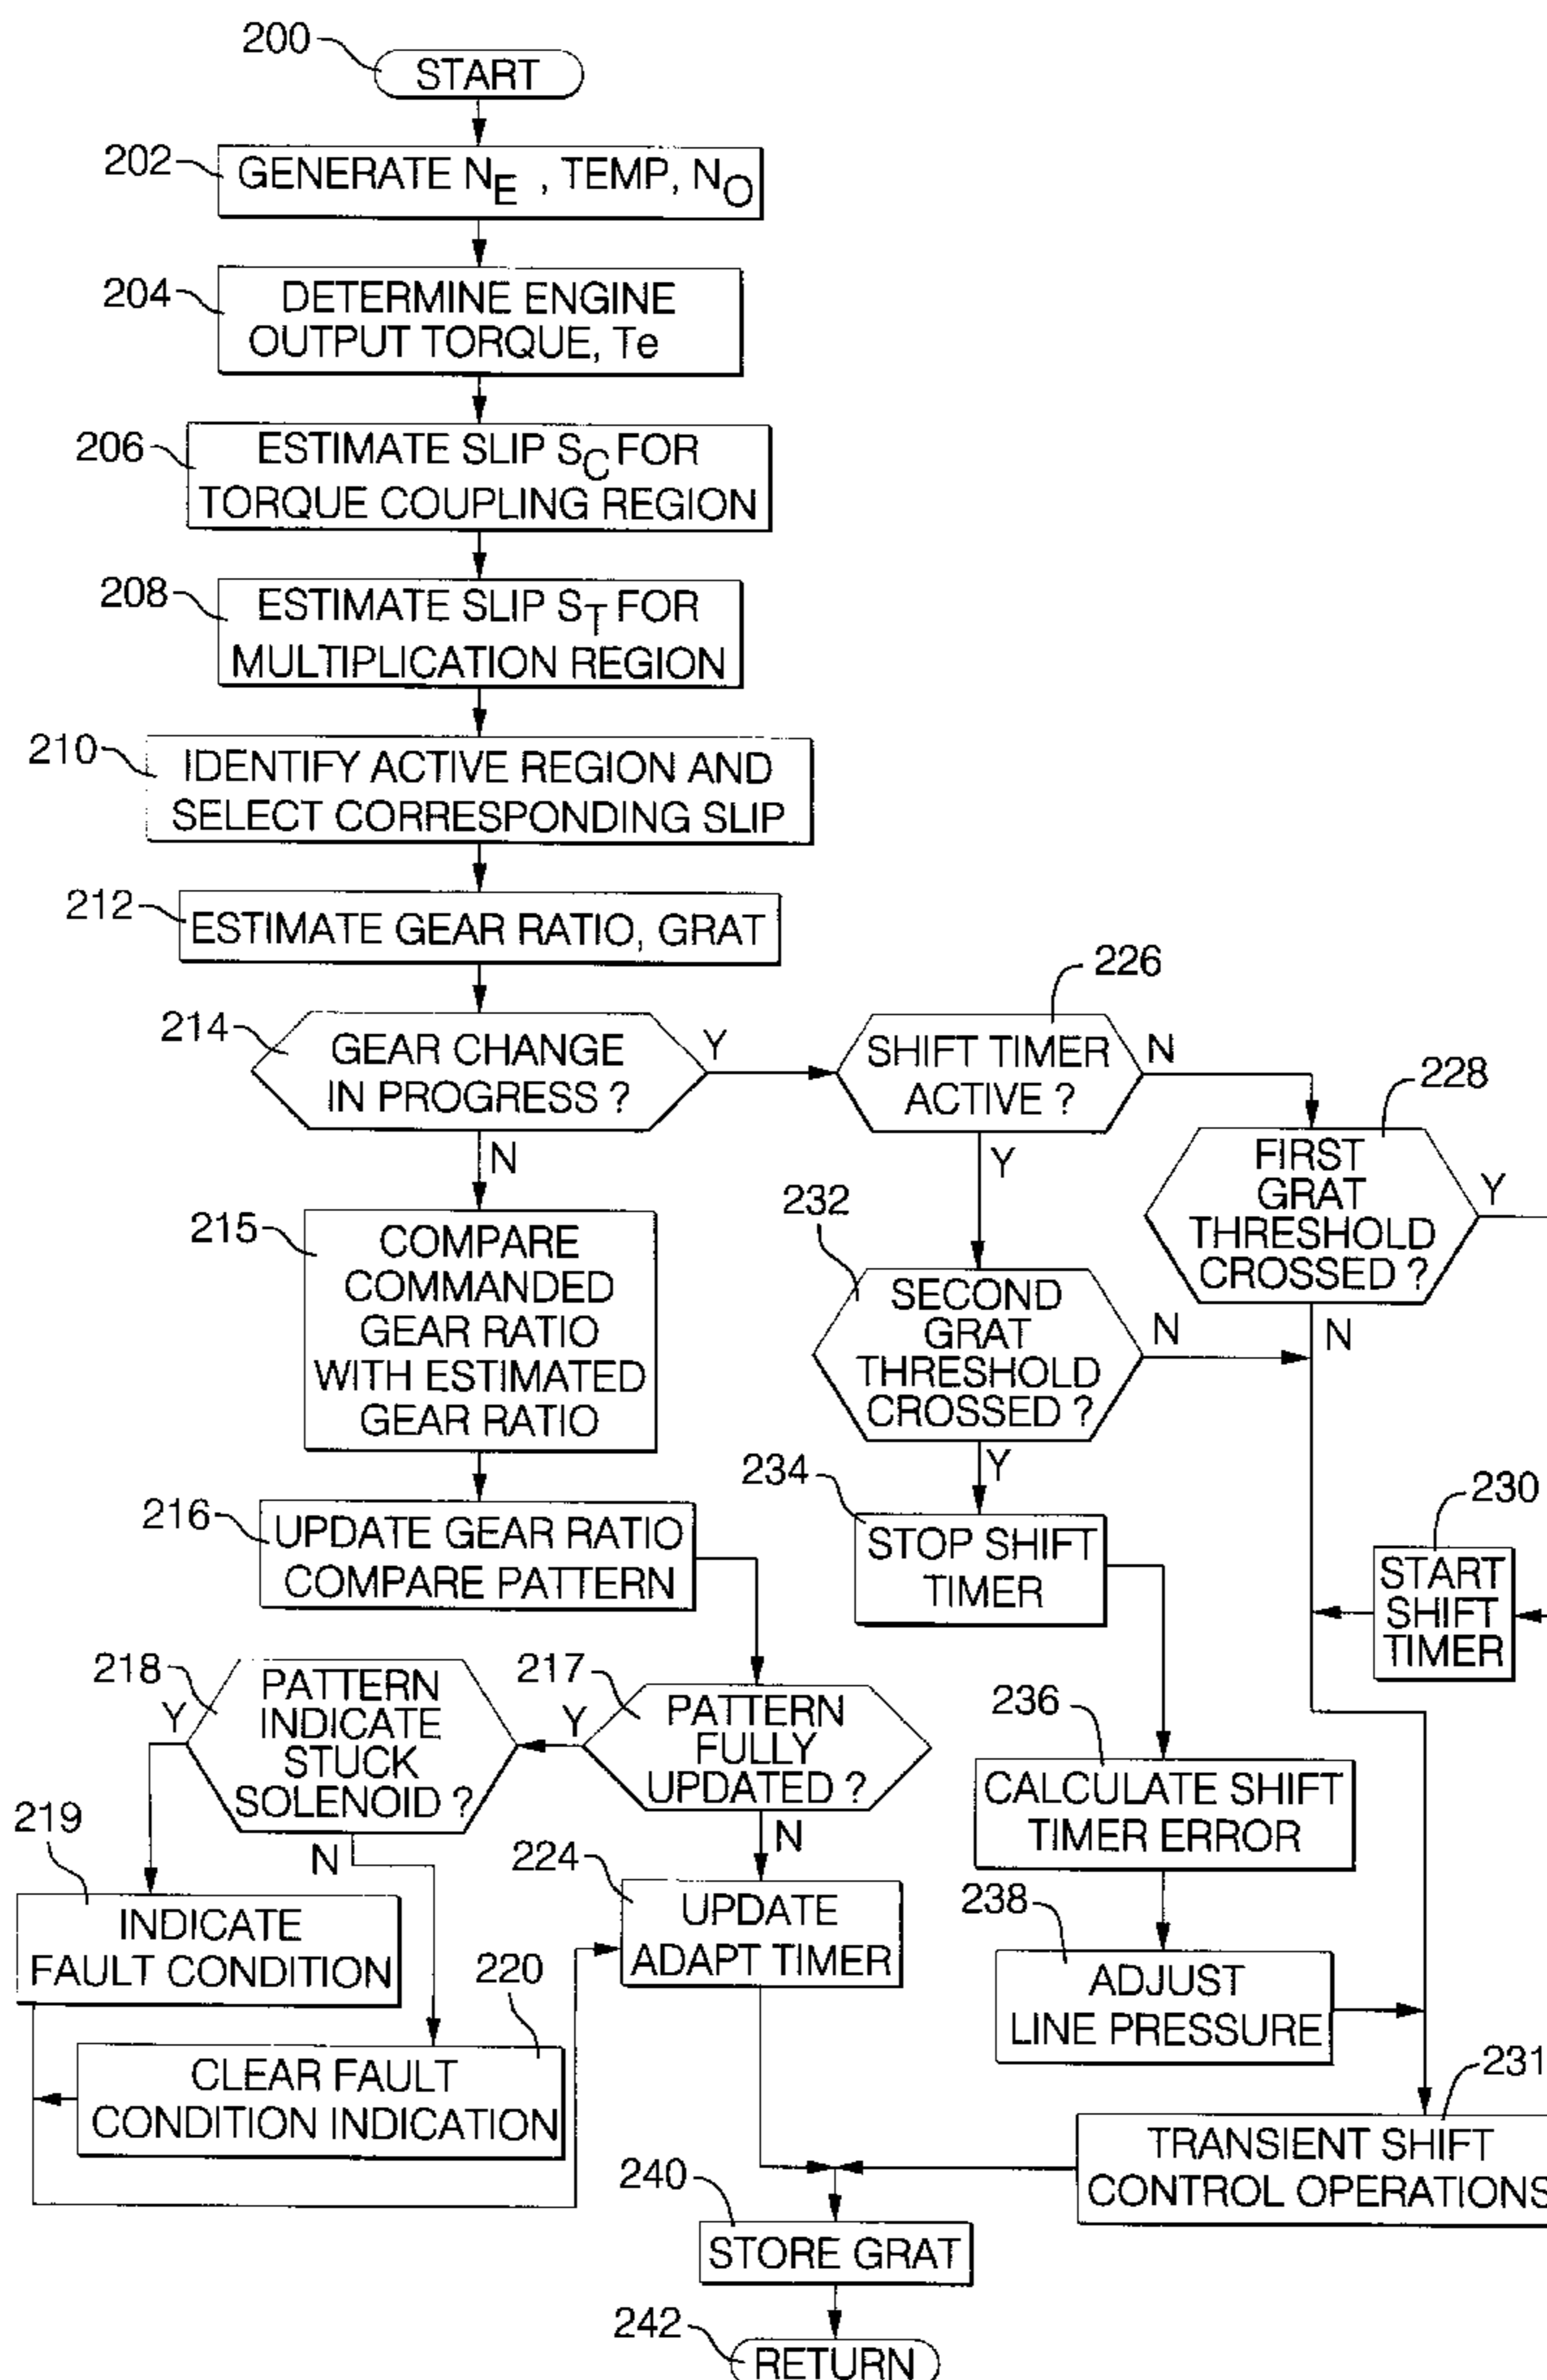 200
START
202
GENERATE NE , TEMP, NO
204
DETERMINE ENGINE
OUTPUT TORQUE, Te
206
ESTIMATE SLIP SC FOR
TORQUE COUPLING REGION
208
ESTIMATE SLIP ST FOR
MULTIPLICATION REGION
210
IDENTIFY ACTIVE REGION AND
SELECT CORRESPONDING SLIP
212
ESTIMATE GEAR RATIO, GRAT
214
GEAR CHANGE
IN PROGRESS ?
Y
N
226
SHIFT TIMER
ACTIVE ?
N
Y
228
FIRST
GRAT
THRESHOLD
CROSSED ?
Y
N
215
COMPARE
COMMANDED
GEAR RATIO
WITH ESTIMATED
GEAR RATIO
232
SECOND
GRAT
THRESHOLD
CROSSED ?
N
Y
216
UPDATE GEAR RATIO
COMPARE PATTERN
234
STOP SHIFT
TIMER
230
START
SHIFT
TIMER
218
PATTERN
INDICATE
STUCK
SOLENOID ?
Y
N
217
PATTERN
FULLY
UPDATED ?
Y
N
236
CALCULATE SHIFT
TIMER ERROR
219
INDICATE
FAULT CONDITION
224
UPDATE
ADAPT TIMER
238
ADJUST
LINE PRESSURE
220
CLEAR FAULT
CONDITION INDICATION
231
TRANSIENT SHIFT
CONTROL OPERATIONS
240
STORE GRAT
242
RETURN